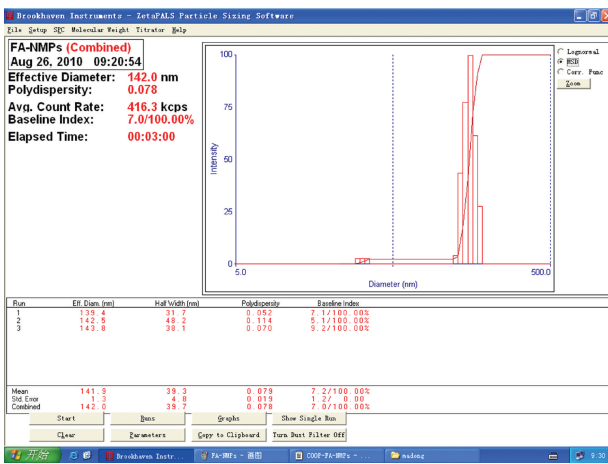 Brookhaven Instruments - ZetaPALS Particle Sizing Software
File Setup SPC Molecular Weight Titrator Help
FA-NMPs (Combined)
Aug 26, 2010 09:20:54
Effective Diameter: 142.0 nm
Polydispersity: 0.078
Avg. Count Rate: 416.3 kcps
Baseline Index: 7.0/100.00%
Elapsed Time: 00:03:00
100
75
50
25
0
Intensity
5.0 500.0
Diameter (nm)
Lognormal
MSD
Corr. Func
Zoom
Run Eff. Diam. (nm) Half Width (nm) Polydispersity Baseline Index
1 139.4 31.7 0.052 7.1/100.00%
2 142.5 48.2 0.114 5.1/100.00%
3 143.8 38.1 0.070 9.2/100.00%
Mean 141.9 39.3 0.079 7.2/100.00%
Std. Error 1.3 4.8 0.019 1.2/ 0.00
Combined 142.0 39.7 0.078 7.0/100.00%
Start Runs Graphs Show Single Run
Clear Parameters Copy to Clipboard Turn Dust Filter Off
开始 Brookhaven Instr... FA-NMPs - 画图 COOP-FA-NMPs - ... mudong 9:30